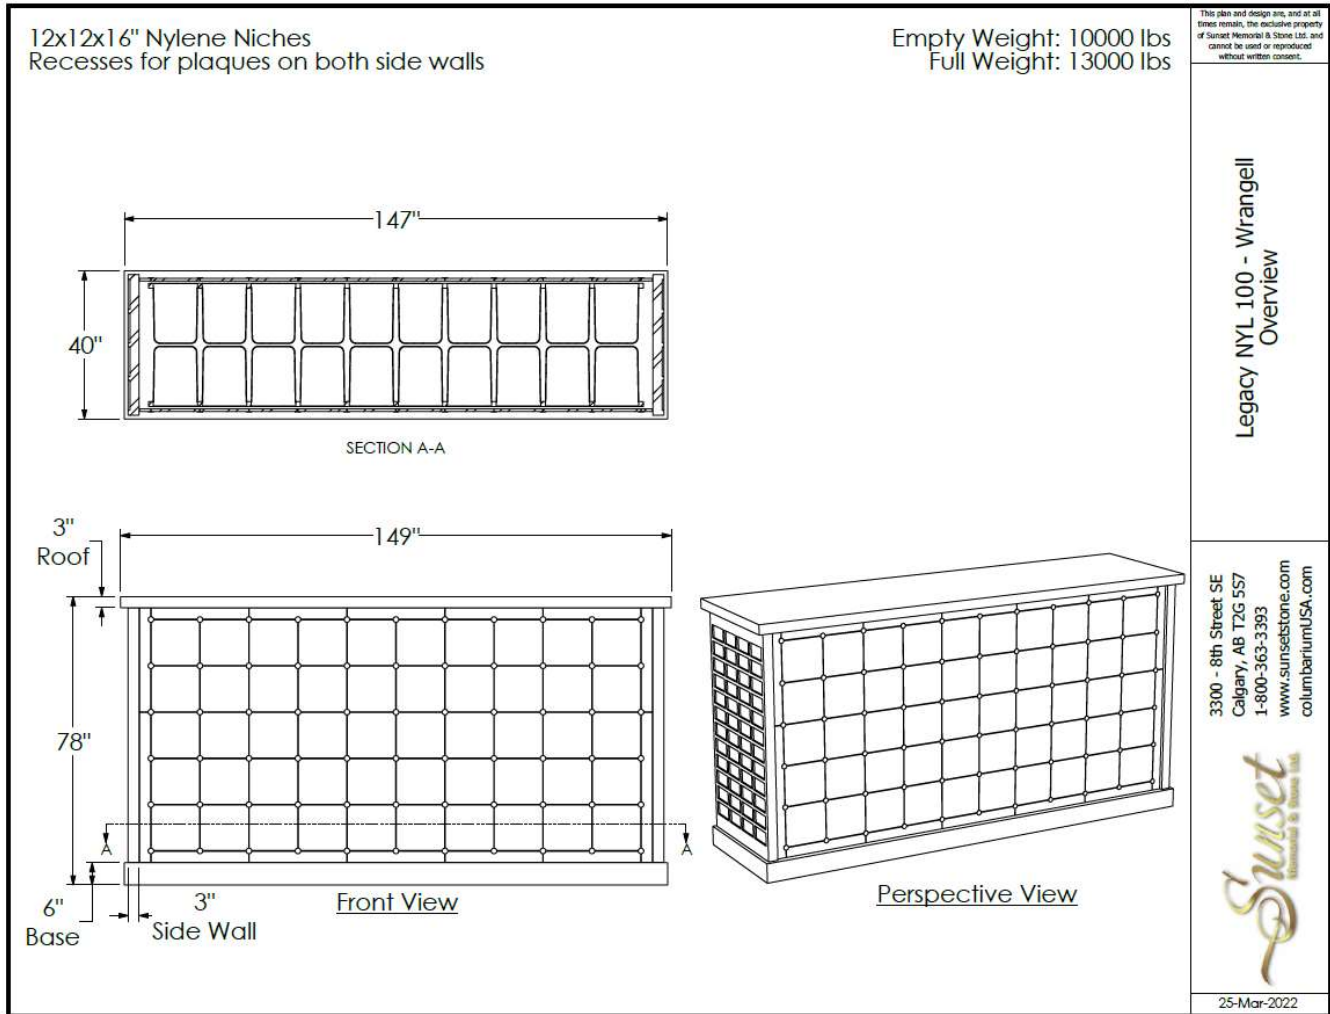 12x12x16" Nylene Niches
Recesses for plaques on both side walls
Empty Weight: 10000 lbs
Full Weight: 13000 lbs
This plan and design are, and at all
times remain, the exclusive property
of Sunset Memorial & Stone Ltd. and
cannot be used or reproduced
without written consent.
147"
40"
SECTION A-A
Legacy NYL 100 - Wrangell
Overview
3"
Roof
149"
78"
A
A
6"
Base
3"
Side Wall
Front View
Perspective View
3300 - 8th Street SE
Calgary, AB T2G 5S7
1-800-363-3393
www.sunsetstone.com
columbariumUSA.com
Sunset
Memorial & Stone Ltd.
25-Mar-2022